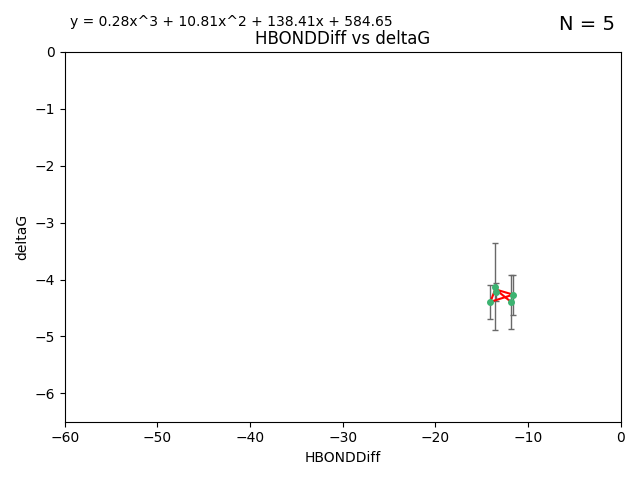 y = 0.28x^3 + 10.81x^2 + 138.41x + 584.65
N = 5
HBONDDiff vs deltaG
0
−1
−2
−3
−4
−5
−6
deltaG
−60 −50 −40 −30 −20 −10 0
HBONDDiff